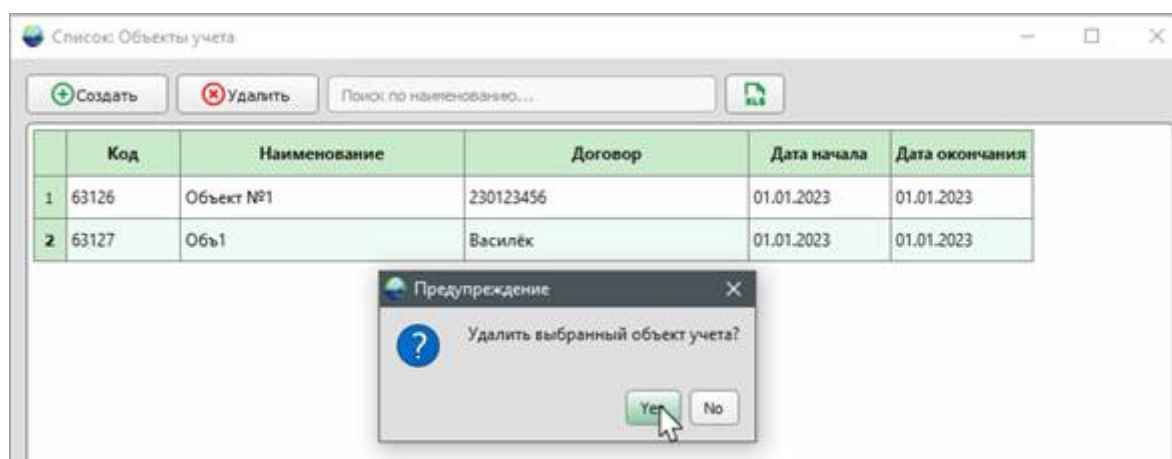 Список: Объекты учета
Создать Удалить Поиск по наименованию... XLS
Код Наименование Договор Дата начала Дата окончания
1 63126 Объект №1 230123456 01.01.2023 01.01.2023
2 63127 Объ1 Василёк 01.01.2023 01.01.2023
Предупреждение
Удалить выбранный объект учета?
Yes No